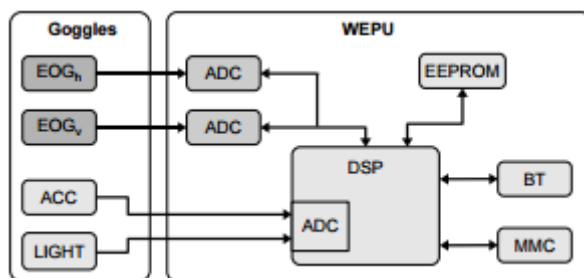 Goggles
WEPU
EOGh
ADC
EEPROM
EOGv
ADC
DSP
ACC
ADC
BT
LIGHT
MMC